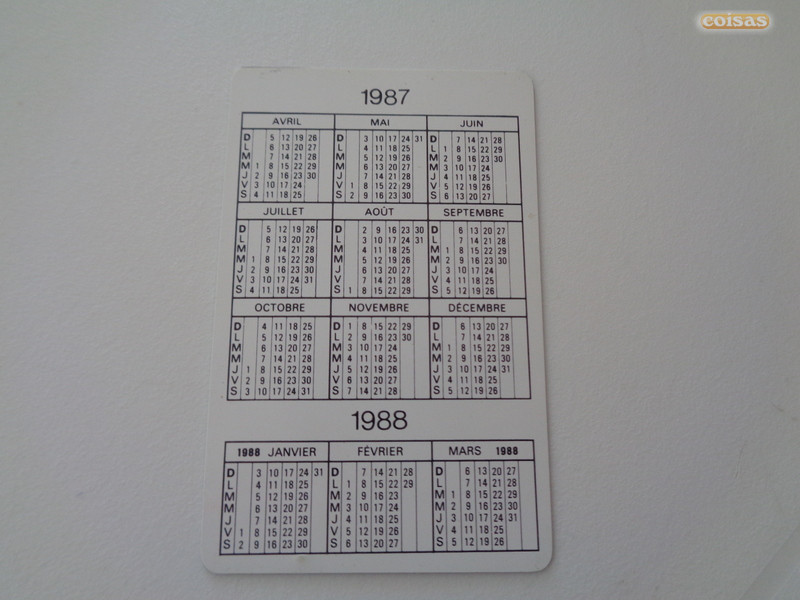 coisas
1987
AVRIL MAI JUIN
D 5 12 19 26 D 3 10 17 24 31 D 7 14 21 28
L 6 13 20 27 L 4 11 18 25 L 1 8 15 22 29
M 7 14 21 28 M 5 12 19 26 M 2 9 16 23 30
M 1 8 15 22 29 M 6 13 20 27 M 3 10 17 24
J 2 9 16 23 30 J 7 14 21 28 J 4 11 18 25
V 3 10 17 24 V 1 8 15 22 29 V 5 12 19 26
S 4 11 18 25 S 2 9 16 23 30 S 6 13 20 27
JUILLET AOÛT SEPTEMBRE
D 5 12 19 26 D 2 9 16 23 30 D 6 13 20 27
L 6 13 20 27 L 3 10 17 24 31 L 7 14 21 28
M 7 14 21 28 M 4 11 18 25 M 1 8 15 22 29
M 1 8 15 22 29 M 5 12 19 26 M 2 9 16 23 30
J 2 9 16 23 30 J 6 13 20 27 J 3 10 17 24
V 3 10 17 24 31 V 7 14 21 28 V 4 11 18 25
S 4 11 18 25 S 1 8 15 22 29 S 5 12 19 26
OCTOBRE NOVEMBRE DÉCEMBRE
D 4 11 18 25 D 1 8 15 22 29 D 6 13 20 27
L 5 12 19 26 L 2 9 16 23 30 L 7 14 21 28
M 6 13 20 27 M 3 10 17 24 M 1 8 15 22 29
M 7 14 21 28 M 4 11 18 25 M 2 9 16 23 30
J 1 8 15 22 29 J 5 12 19 26 J 3 10 17 24 31
V 2 9 16 23 30 V 6 13 20 27 V 4 11 18 25
S 3 10 17 24 31 S 7 14 21 28 S 5 12 19 26
1988
1988 JANVIER FÉVRIER MARS 1988
D 3 10 17 24 31 D 7 14 21 28 D 6 13 20 27
L 4 11 18 25 L 1 8 15 22 29 L 7 14 21 28
M 5 12 19 26 M 2 9 16 23 M 1 8 15 22 29
M 6 13 20 27 M 3 10 17 24 M 2 9 16 23 30
J 7 14 21 28 J 4 11 18 25 J 3 10 17 24 31
V 1 8 15 22 29 V 5 12 19 26 V 4 11 18 25
S 2 9 16 23 30 S 6 13 20 27 S 5 12 19 26